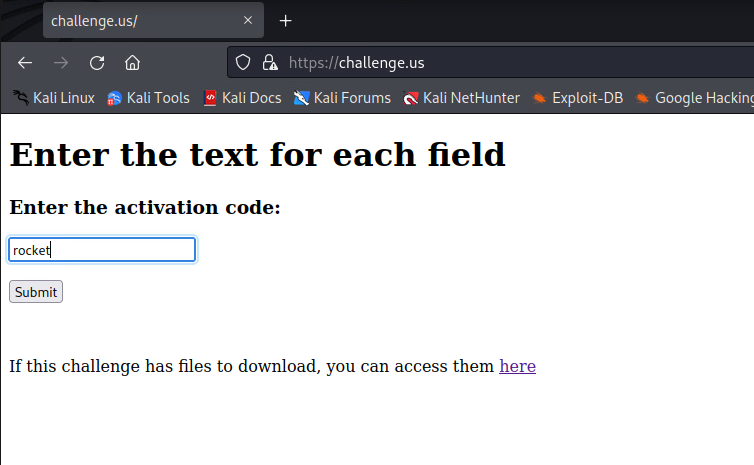 challenge.us/
https://challenge.us
Kali Linux Kali Tools Kali Docs Kali Forums Kali NetHunter Exploit-DB Google Hacking
Enter the text for each field
Enter the activation code:
rocket
Submit
If this challenge has files to download, you can access them here